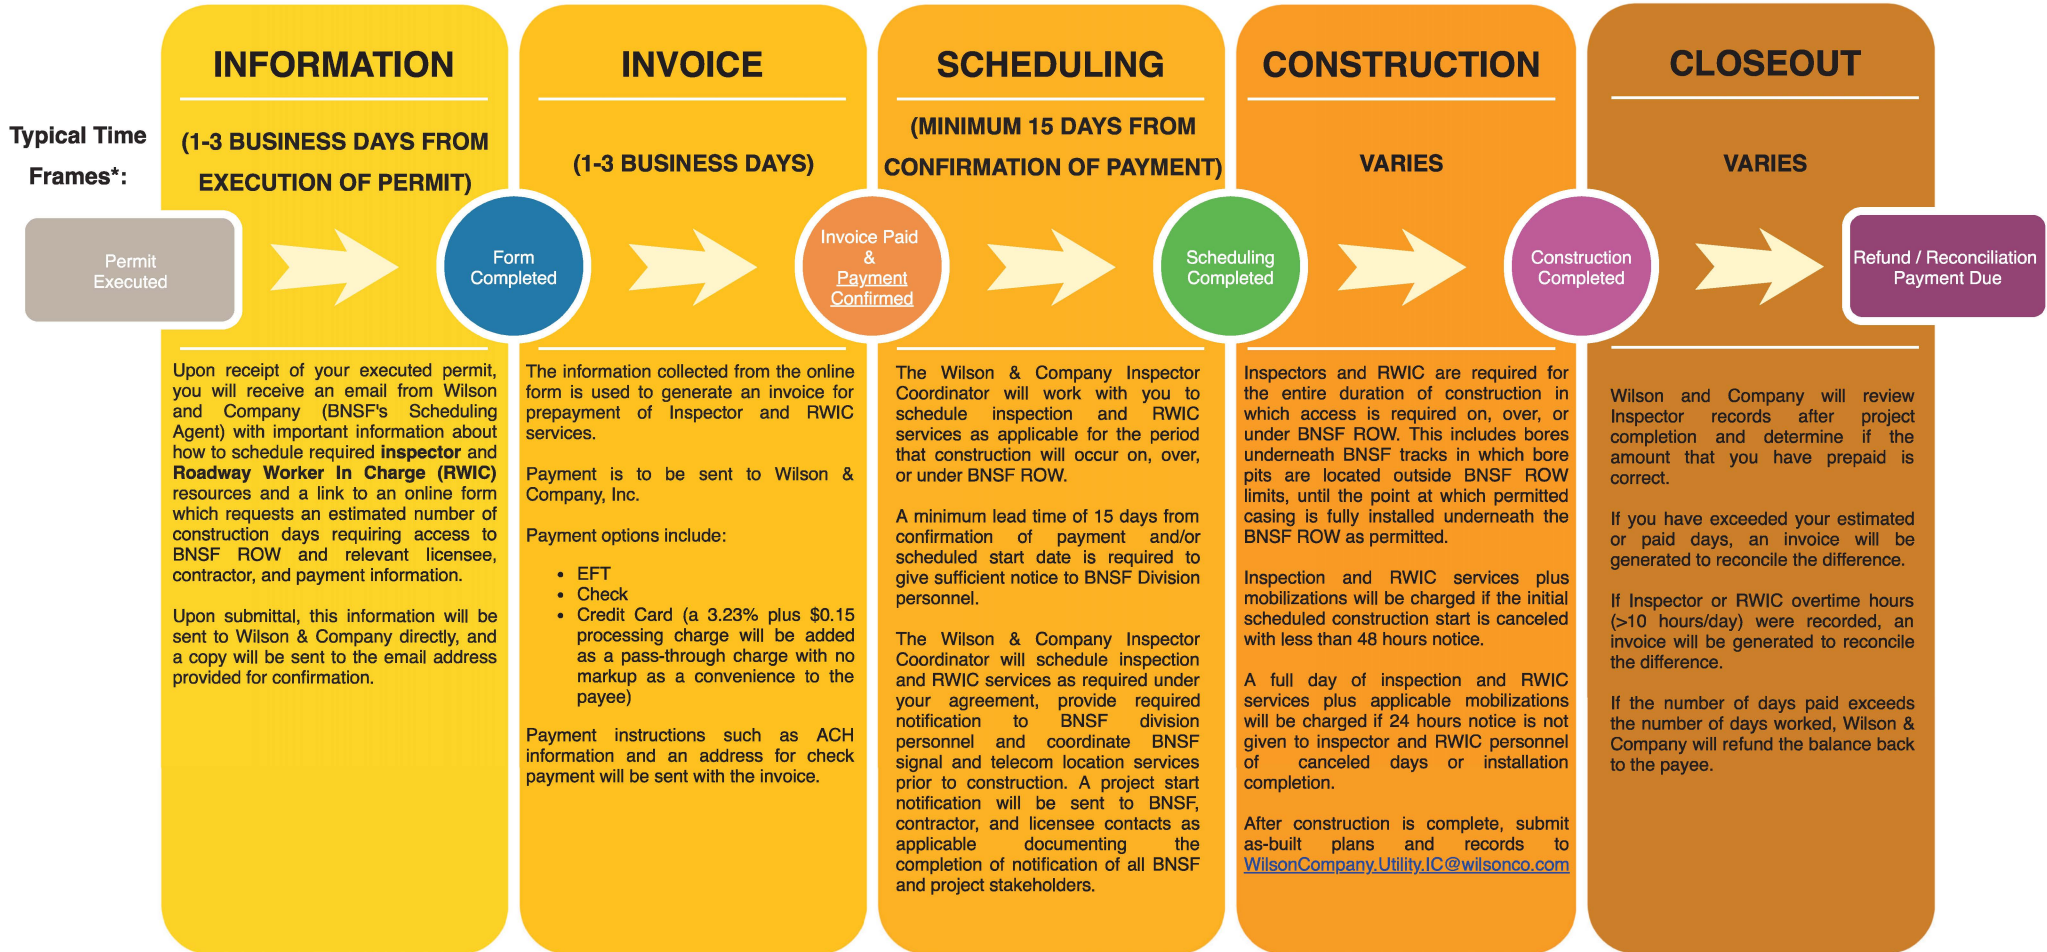 Typical Time
Frames*:
INFORMATION
(1-3 BUSINESS DAYS FROM
EXECUTION OF PERMIT)
INVOICE
(1-3 BUSINESS DAYS)
SCHEDULING
(MINIMUM 15 DAYS FROM
CONFIRMATION OF PAYMENT)
CONSTRUCTION
VARIES
CLOSEOUT
VARIES
Permit
Executed
Form
Completed
Invoice Paid
&
Payment
Confirmed
Scheduling
Completed
Construction
Completed
Refund / Reconciliation
Payment Due
Upon receipt of your executed permit,
you will receive an email from Wilson
and Company (BNSF's Scheduling
Agent) with important information about
how to schedule required inspector and
Roadway Worker In Charge (RWIC)
resources and a link to an online form
which requests an estimated number of
construction days requiring access to
BNSF ROW and relevant licensee,
contractor, and payment information.
Upon submittal, this information will be
sent to Wilson & Company directly, and
a copy will be sent to the email address
provided for confirmation.
The information collected from the online
form is used to generate an invoice for
prepayment of Inspector and RWIC
services.
Payment is to be sent to Wilson &
Company, Inc.
Payment options include:
• EFT
• Check
• Credit Card (a 3.23% plus $0.15
processing charge will be added
as a pass-through charge with no
markup as a convenience to the
payee)
Payment instructions such as ACH
information and an address for check
payment will be sent with the invoice.
The Wilson & Company Inspector
Coordinator will work with you to
schedule inspection and RWIC
services as applicable for the period
that construction will occur on, over,
or under BNSF ROW.
A minimum lead time of 15 days from
confirmation of payment and/or
scheduled start date is required to
give sufficient notice to BNSF Division
personnel.
The Wilson & Company Inspector
Coordinator will schedule inspection
and RWIC services as required under
your agreement, provide required
notification to BNSF division
personnel and coordinate BNSF
signal and telecom location services
prior to construction. A project start
notification will be sent to BNSF,
contractor, and licensee contacts as
applicable documenting the
completion of notification of all BNSF
and project stakeholders.
Inspectors and RWIC are required for
the entire duration of construction in
which access is required on, over, or
under BNSF ROW. This includes bores
underneath BNSF tracks in which bore
pits are located outside BNSF ROW
limits, until the point at which permitted
casing is fully installed underneath the
BNSF ROW as permitted.
Inspection and RWIC services plus
mobilizations will be charged if the initial
scheduled construction start is canceled
with less than 48 hours notice.
A full day of inspection and RWIC
services plus applicable mobilizations
will be charged if 24 hours notice is not
given to inspector and RWIC personnel
of canceled days or installation
completion.
After construction is complete, submit
as-built plans and records to
WilsonCompany.Utility.IC@wilsonco.com
Wilson and Company will review
Inspector records after project
completion and determine if the
amount that you have prepaid is
correct.
If you have exceeded your estimated
or paid days, an invoice will be
generated to reconcile the difference.
If Inspector or RWIC overtime hours
(>10 hours/day) were recorded, an
invoice will be generated to reconcile
the difference.
If the number of days paid exceeds
the number of days worked, Wilson &
Company will refund the balance back
to the payee.